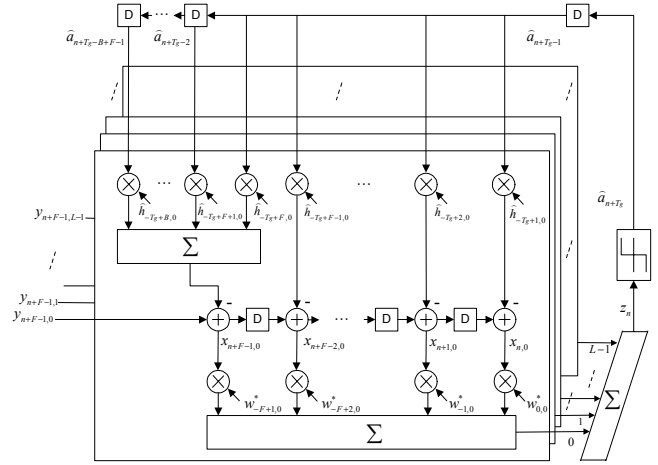 D ... D D
â_{n+T_g-B+F-1} â_{n+T_g-2} â_{n+T_g-1}
â_{n+T_g}
... ...
y_{n+F-1,L-1} ĥ_{-T_g+B,0} ĥ_{-T_g+F+1,0} ĥ_{-T_g+F,0} ĥ_{-T_g+F-1,0} ĥ_{-T_g+2,0} ĥ_{-T_g+1,0}
Σ
y_{n+F-1,1}
y_{n+F-1,0} - D - ... D - D -
z_n
x_{n+F-1,0} x_{n+F-2,0} x_{n+1,0} x_{n,0}
L-1
w^*_{-F+1,0} w^*_{-F+2,0} w^*_{-1,0} w^*_{0,0}
Σ
1
Σ
0